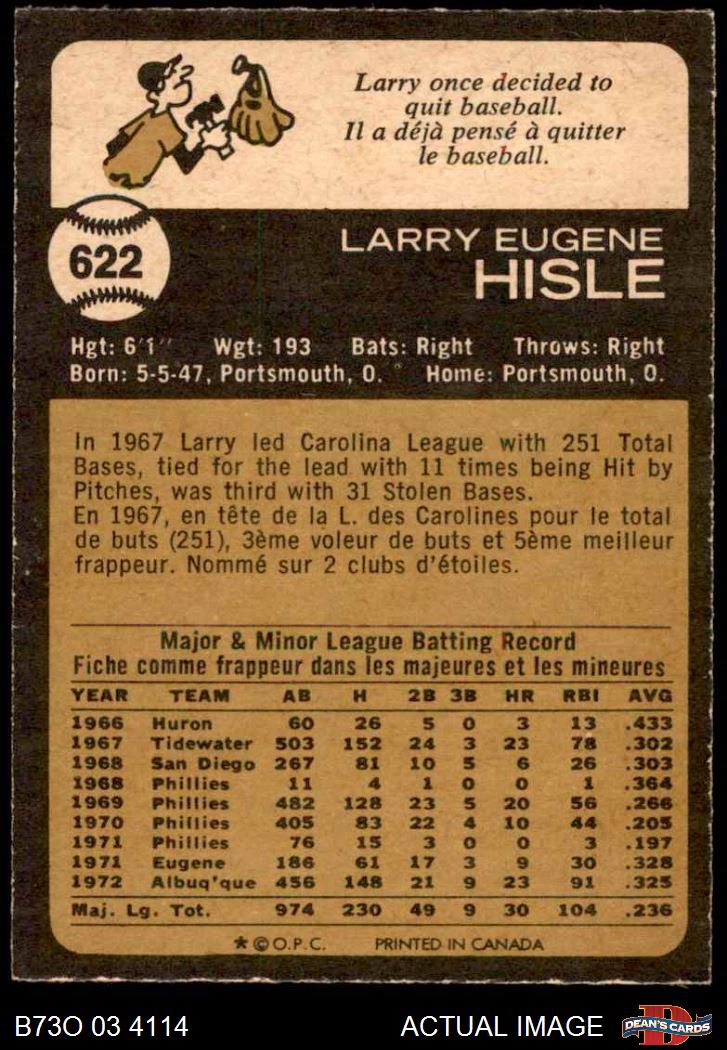 Larry once decided to
quit baseball.
Il a déjà pensé à quitter
le baseball.
622
LARRY EUGENE
HISLE
Hgt: 6'1" Wgt: 193 Bats: Right Throws: Right
Born: 5-5-47, Portsmouth, O. Home: Portsmouth, O.
In 1967 Larry led Carolina League with 251 Total
Bases, tied for the lead with 11 times being Hit by
Pitches, was third with 31 Stolen Bases.
En 1967, en tête de la L. des Carolines pour le total
de buts (251), 3ème voleur de buts et 5ème meilleur
frappeur. Nommé sur 2 clubs d'étoiles.
Major & Minor League Batting Record
Fiche comme frappeur dans les majeures et les mineures
YEAR TEAM AB H 2B 3B HR RBI AVG
1966 Huron 60 26 5 0 3 13 .433
1967 Tidewater 503 152 24 3 23 78 .302
1968 San Diego 267 81 10 5 6 26 .303
1968 Phillies 11 4 1 0 0 1 .364
1969 Phillies 482 128 23 5 20 56 .266
1970 Phillies 405 83 22 4 10 44 .205
1971 Phillies 76 15 3 0 0 3 .197
1971 Eugene 186 61 17 3 9 30 .328
1972 Albuq'que 456 148 21 9 23 91 .325
Maj. Lg. Tot. 974 230 49 9 30 104 .236
*©O.P.C. PRINTED IN CANADA
B73O 03 4114 ACTUAL IMAGE D DEAN'S CARDS